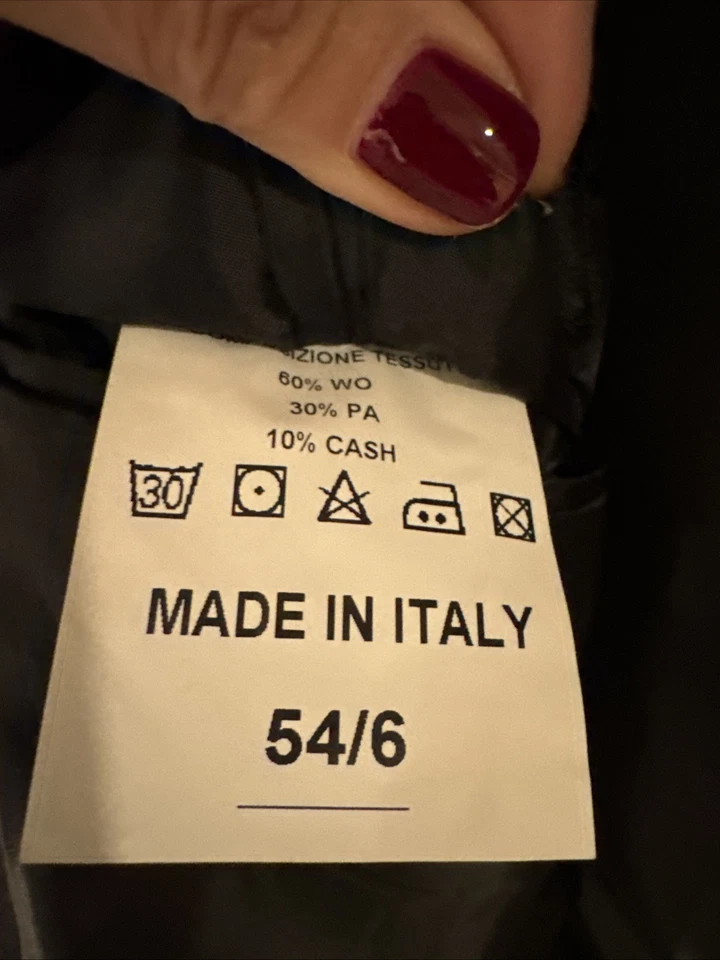 60% WO
30% PA
10% CASH
30
MADE IN ITALY
54/6